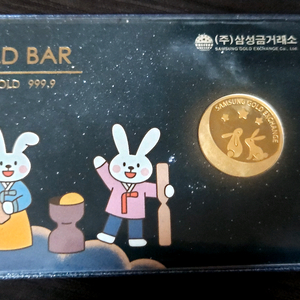 D BAR
OLD 999.9
(주)삼성금거래소
SAMSUNG GOLD EXCHANGE Co., Ltd
SAMSUNG GOLD EXCHANGE